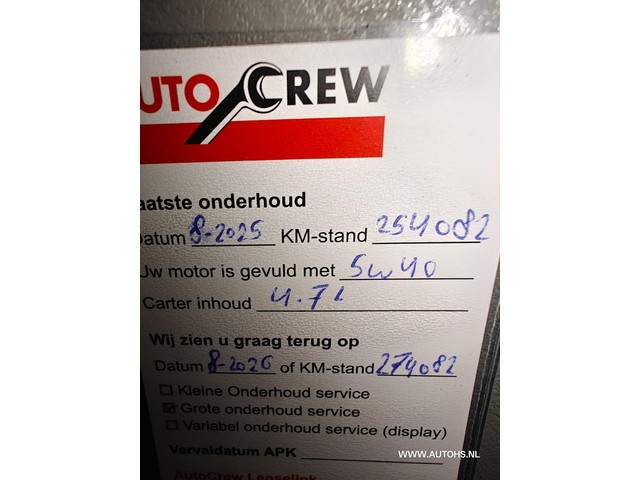 AUTO CREW
aatste onderhoud
Datum 8-2025 KM-stand 254082
Uw motor is gevuld met 5w40
Carter inhoud 4.7L
Wij zien u graag terug op
Datum 8-2026 of KM-stand 274082
Kleine Onderhoud service
Grote onderhoud service
Variabel onderhoud service (display)
Vervaldatum APK
AutoCrew Lenselink
WWW.AUTOHS.NL